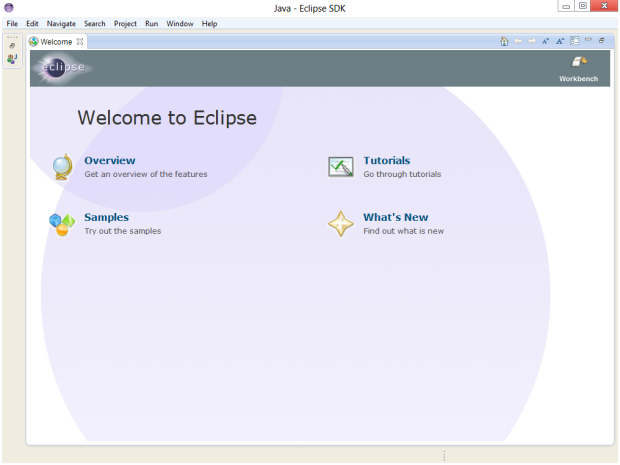 Java - Eclipse SDK
File Edit Navigate Search Project Run Window Help
Welcome
eclipse
Workbench
Welcome to Eclipse
Overview
Get an overview of the features
Tutorials
Go through tutorials
Samples
Try out the samples
What's New
Find out what is new